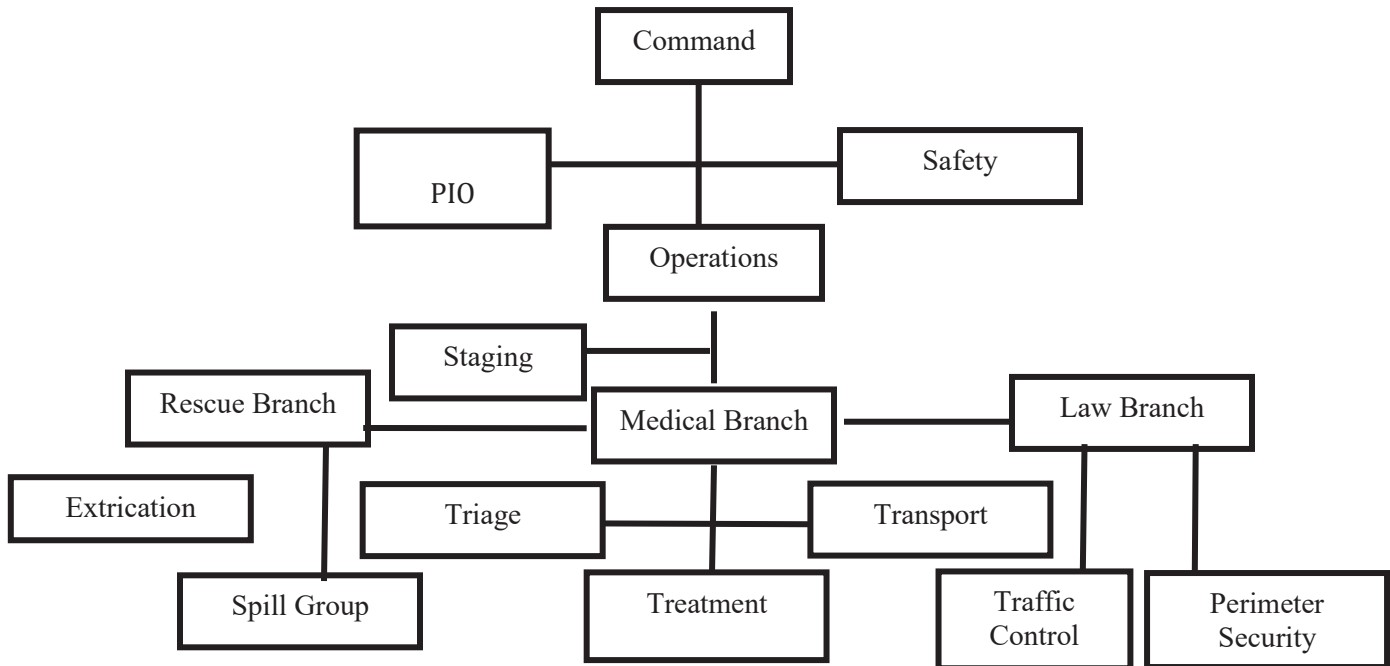 Command
PIO
Safety
Operations
Staging
Rescue Branch
Medical Branch
Law Branch
Extrication
Triage
Transport
Spill Group
Treatment
Traffic
Control
Perimeter
Security